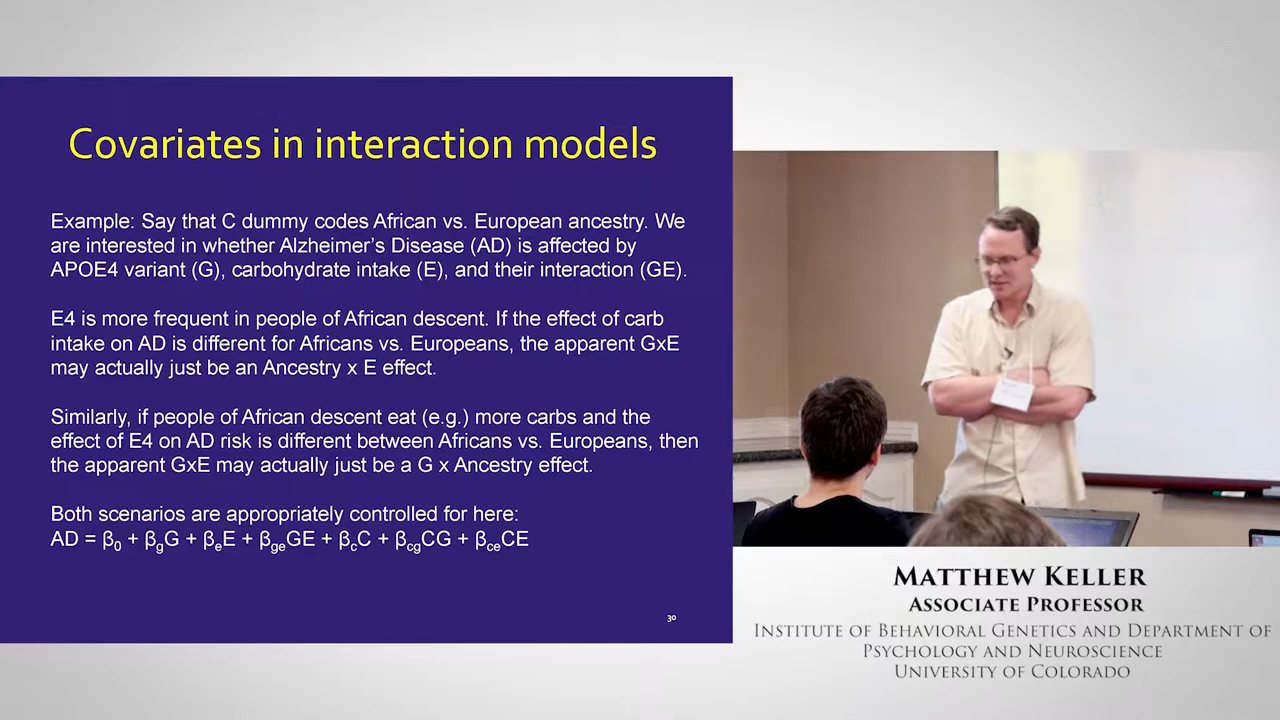 Covariates in interaction models
Example: Say that C dummy codes African vs. European ancestry. We
are interested in whether Alzheimer's Disease (AD) is affected by
APOE4 variant (G), carbohydrate intake (E), and their interaction (GE).
E4 is more frequent in people of African descent. If the effect of carb
intake on AD is different for Africans vs. Europeans, the apparent GxE
may actually just be an Ancestry x E effect.
Similarly, if people of African descent eat (e.g.) more carbs and the
effect of E4 on AD risk is different between Africans vs. Europeans, then
the apparent GxE may actually just be a G x Ancestry effect.
Both scenarios are appropriately controlled for here:
AD = β₀ + βgG + βeE + βgeGE + βcC + βcgCG + βceCE
30
MATTHEW KELLER
ASSOCIATE PROFESSOR
INSTITUTE OF BEHAVIORAL GENETICS AND DEPARTMENT OF
PSYCHOLOGY AND NEUROSCIENCE
UNIVERSITY OF COLORADO